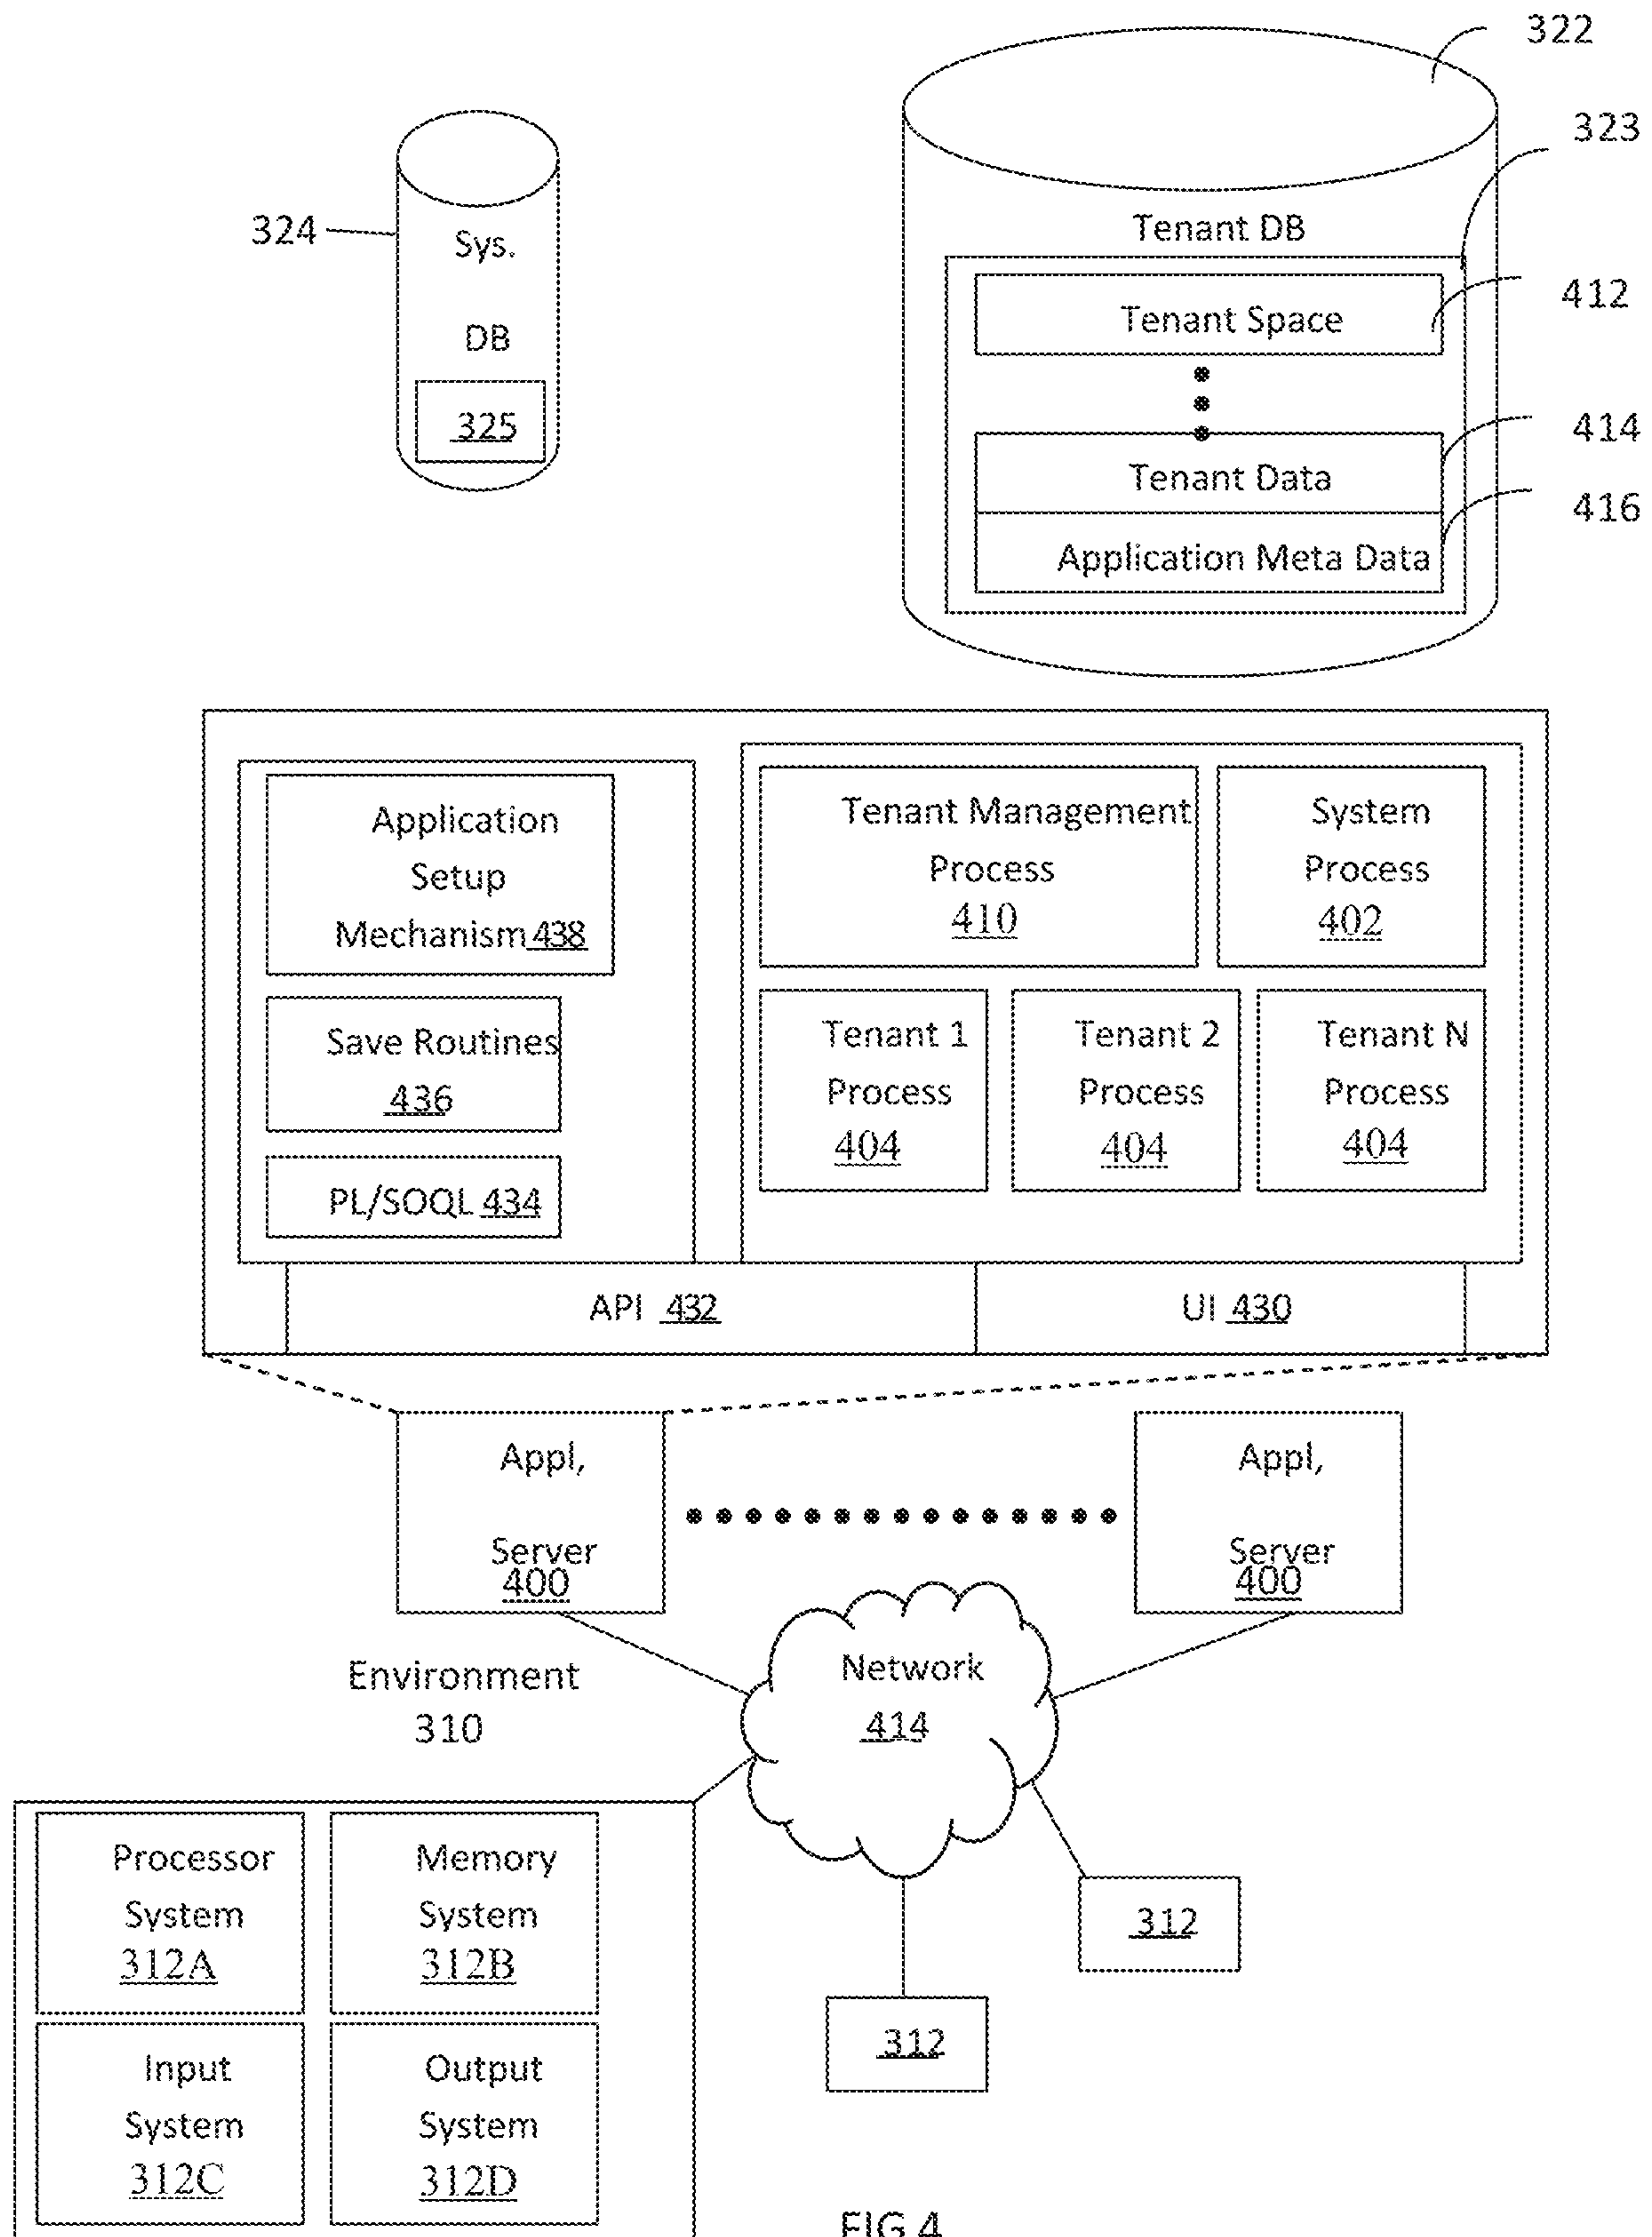 322
323
324
Sys.
DB
325
Tenant DB
Tenant Space
412
414
Tenant Data
416
Application Meta Data
Application
Setup
Mechanism 438
Save Routines
436
PL/SOQL 434
Tenant Management
Process
410
System
Process
402
Tenant 1
Process
404
Tenant 2
Process
404
Tenant N
Process
404
API 432
UI 430
Appl,
Server
400
Appl,
Server
400
Environment
310
Network
414
Processor
System
312A
Memory
System
312B
Input
System
312C
Output
System
312D
312
312
FIG 4